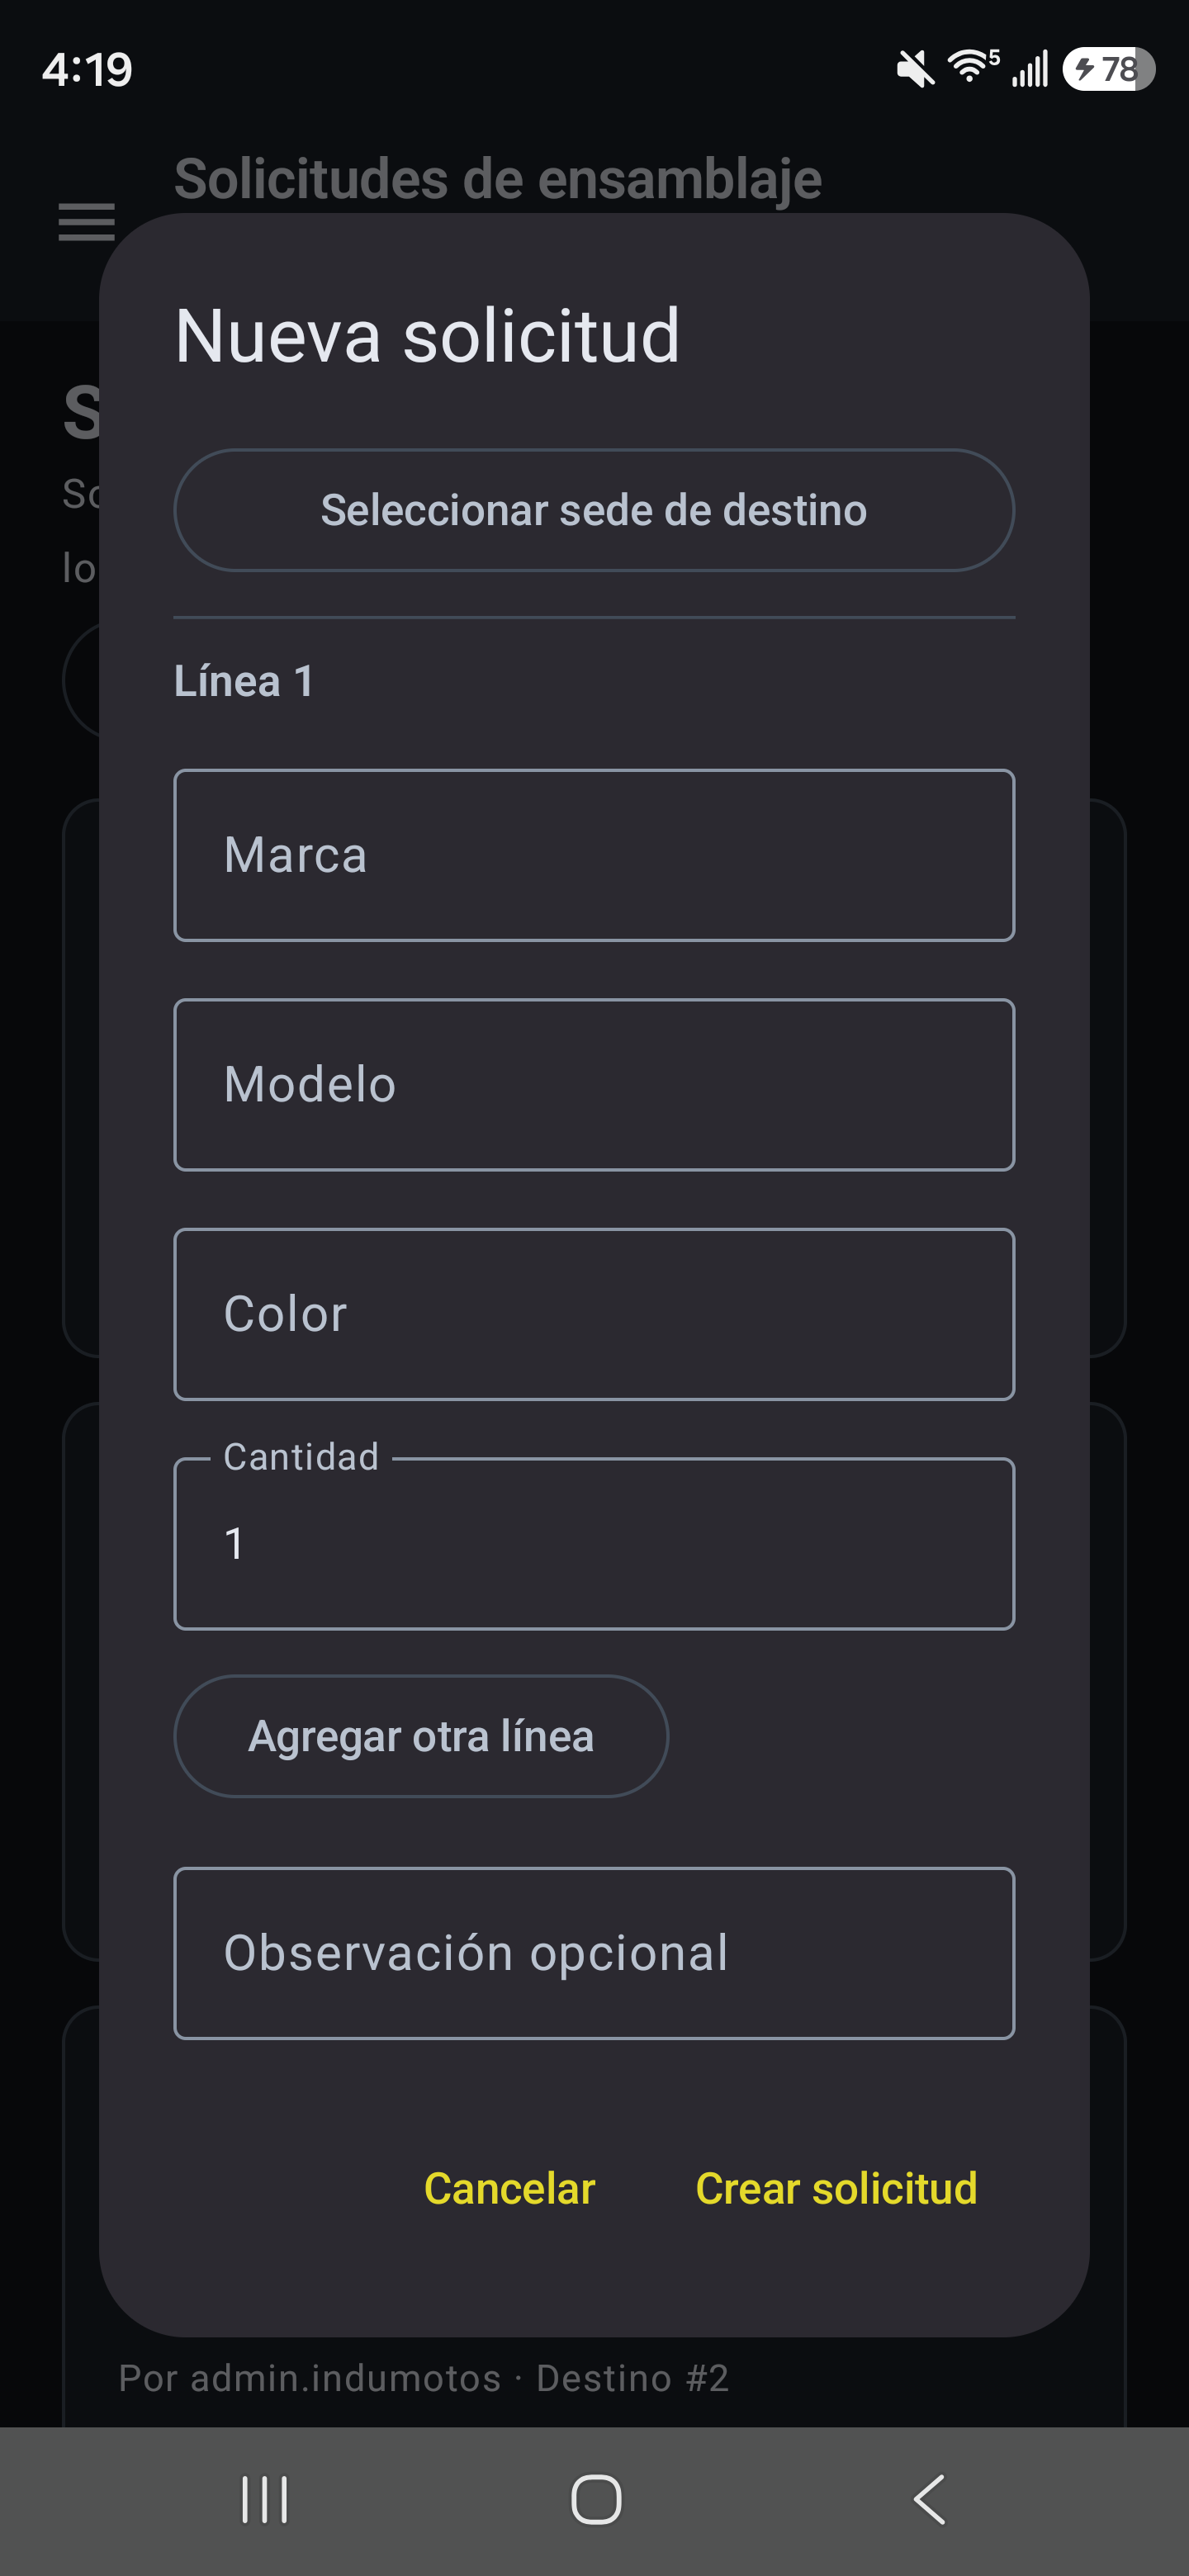 4:19
5
78
Solicitudes de ensamblaje
Nueva solicitud
Seleccionar sede de destino
Línea 1
Marca
Modelo
Color
Cantidad
1
Agregar otra línea
Observación opcional
Cancelar
Crear solicitud
Por admin.indumotos · Destino #2